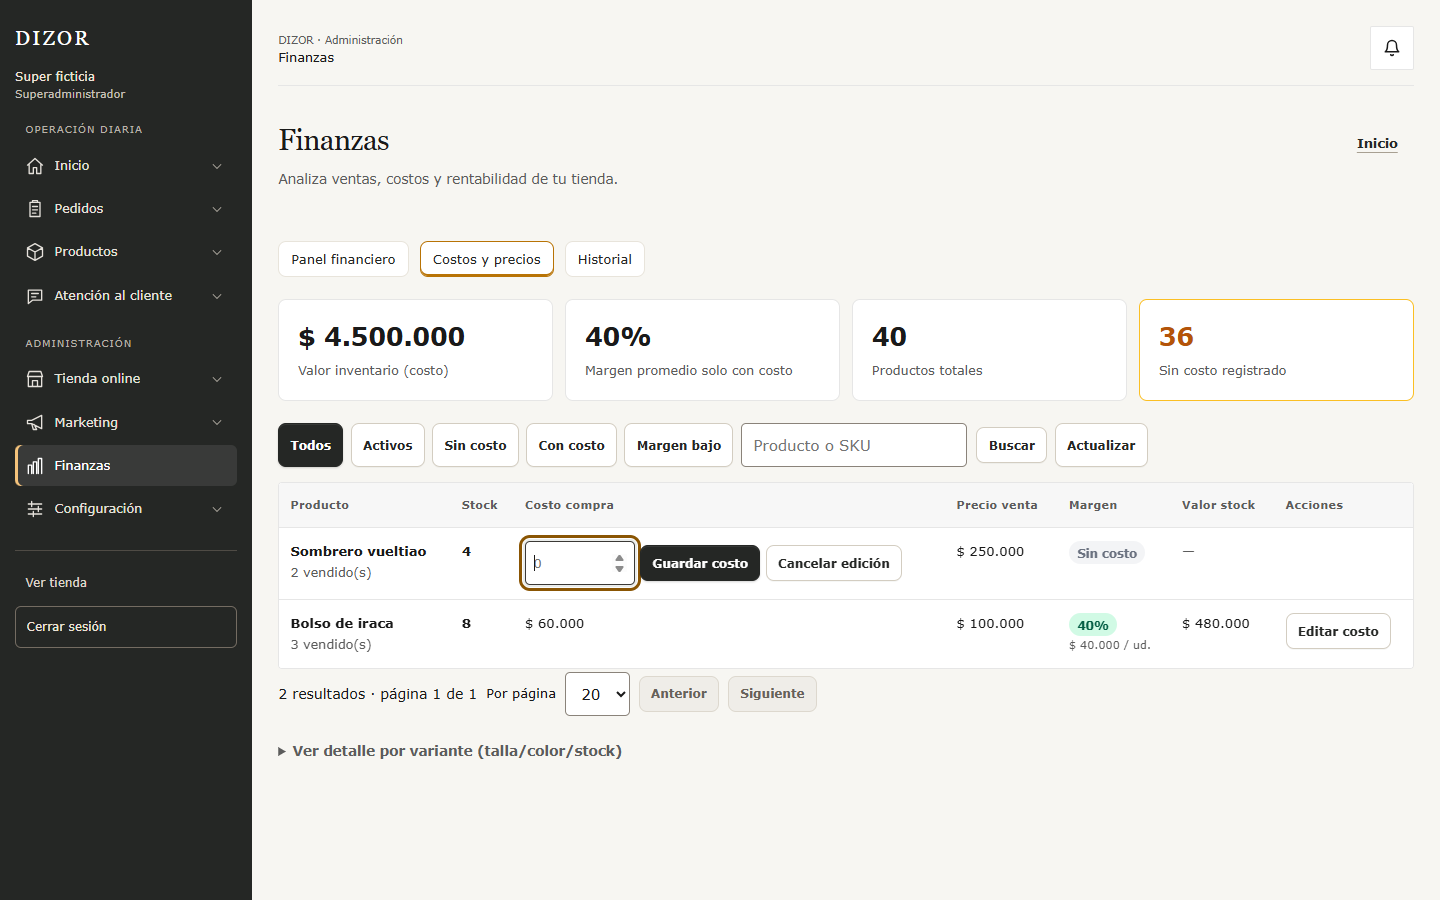 DIZOR
Super ficticia
Superadministrador
OPERACIÓN DIARIA
Inicio
Pedidos
Productos
Atención al cliente
ADMINISTRACIÓN
Tienda online
Marketing
Finanzas
Configuración
Ver tienda
Cerrar sesión
DIZOR · Administración
Finanzas
Finanzas
Inicio
Analiza ventas, costos y rentabilidad de tu tienda.
Panel financiero
Costos y precios
Historial
$ 4.500.000
Valor inventario (costo)
40%
Margen promedio solo con costo
40
Productos totales
36
Sin costo registrado
Todos
Activos
Sin costo
Con costo
Margen bajo
Producto o SKU
Buscar
Actualizar
Producto Stock Costo compra Precio venta Margen Valor stock Acciones
Sombrero vueltiao 4 0 Guardar costo Cancelar edición $ 250.000 Sin costo —
2 vendido(s)
Bolso de iraca 8 $ 60.000 $ 100.000 40% $ 480.000 Editar costo
3 vendido(s) $ 40.000 / ud.
2 resultados · página 1 de 1 Por página 20 Anterior Siguiente
Ver detalle por variante (talla/color/stock)